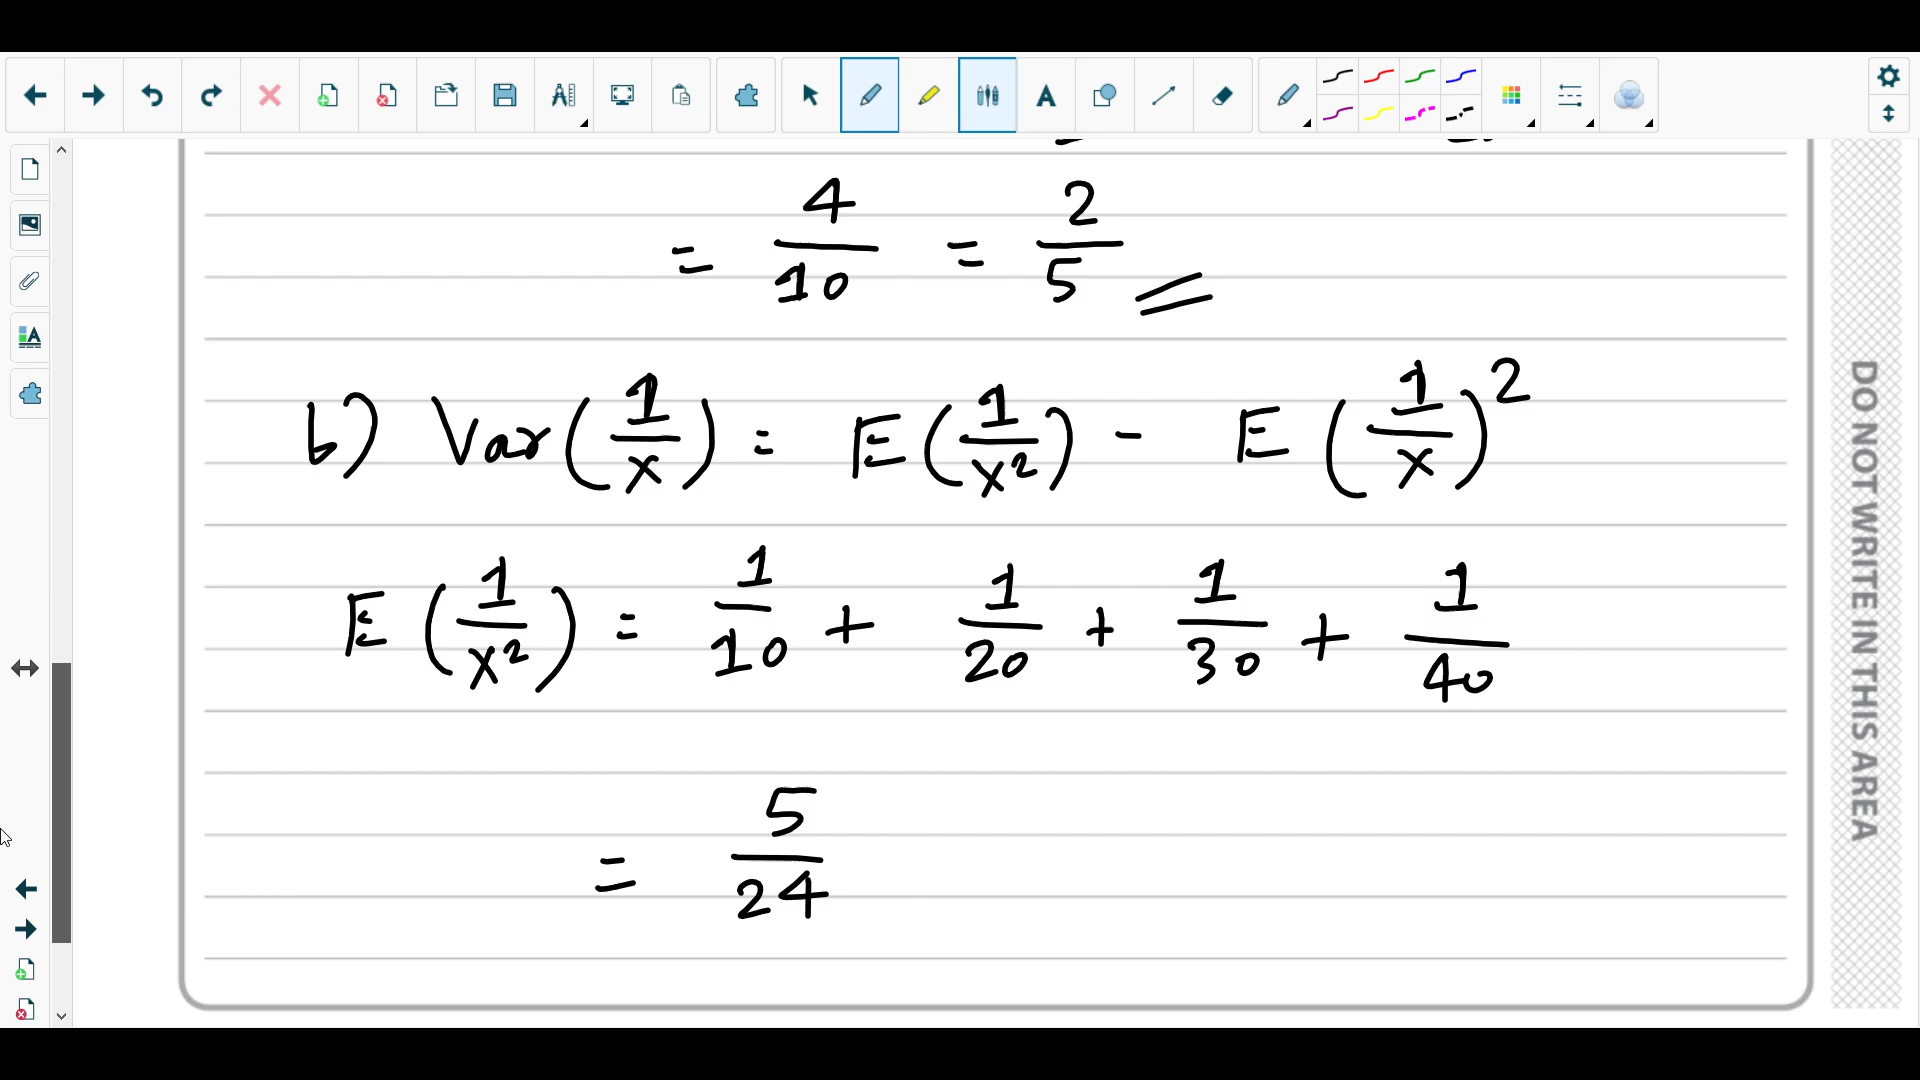 = 4/10 = 2/5
b) Var(1/x) = E(1/x²) - E(1/x)²
E(1/x²) = 1/10 + 1/20 + 1/30 + 1/40
= 5/24
DO NOT WRITE IN THIS AREA